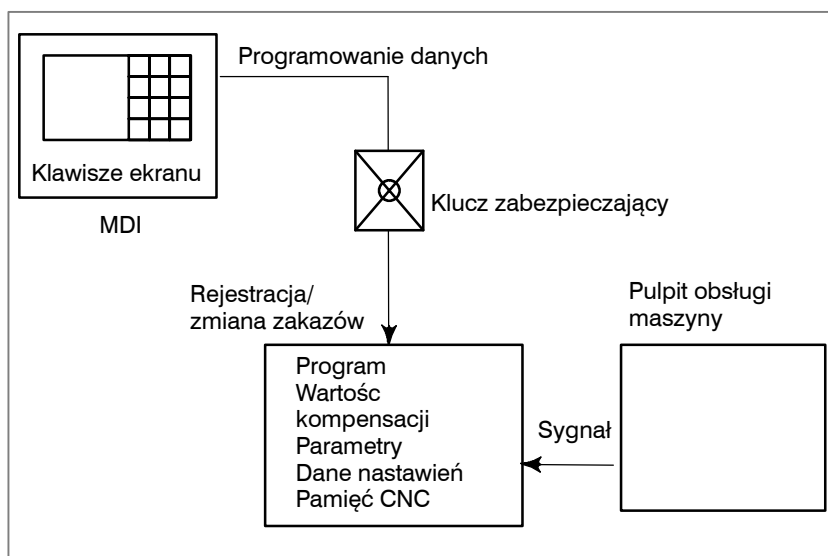 Programowanie danych
Klawisze ekranu
MDI
Klucz zabezpieczający
Rejestracja/
zmiana zakazów
Pulpit obsługi
maszyny
Program
Wartośc
kompensacji
Parametry
Dane nastawień
Pamięć CNC
Sygnał